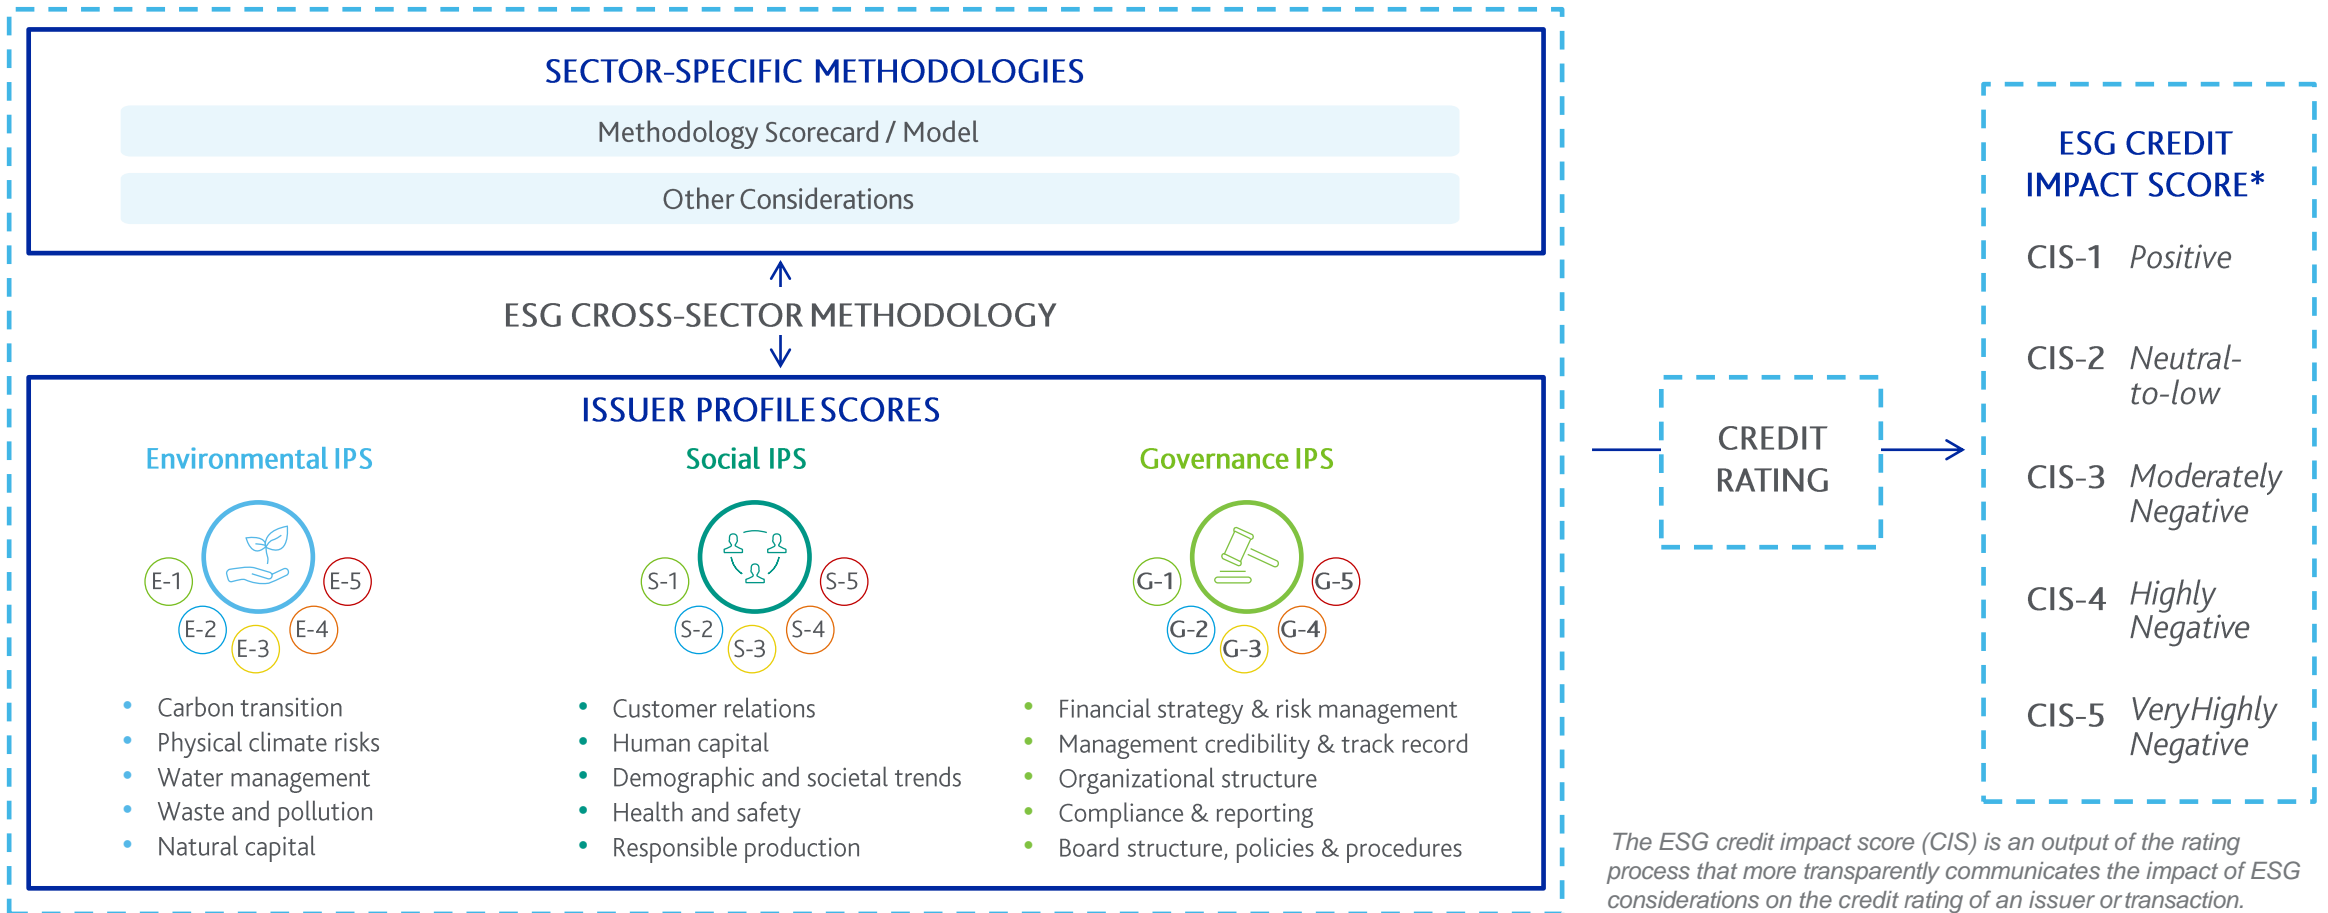 SECTOR-SPECIFIC METHODOLOGIES
Methodology Scorecard / Model
Other Considerations
ESG CROSS-SECTOR METHODOLOGY
ISSUER PROFILE SCORES
Environmental IPS
E-1
E-2
E-3
E-4
E-5
• Carbon transition
• Physical climate risks
• Water management
• Waste and pollution
• Natural capital
Social IPS
S-1
S-2
S-3
S-4
S-5
• Customer relations
• Human capital
• Demographic and societal trends
• Health and safety
• Responsible production
Governance IPS
G-1
G-2
G-3
G-4
G-5
• Financial strategy & risk management
• Management credibility & track record
• Organizational structure
• Compliance & reporting
• Board structure, policies & procedures
CREDIT
RATING
ESG CREDIT
IMPACT SCORE*
CIS-1 Positive
CIS-2 Neutral-
to-low
CIS-3 Moderately
Negative
CIS-4 Highly
Negative
CIS-5 Very Highly
Negative
The ESG credit impact score (CIS) is an output of the rating
process that more transparently communicates the impact of ESG
considerations on the credit rating of an issuer or transaction.